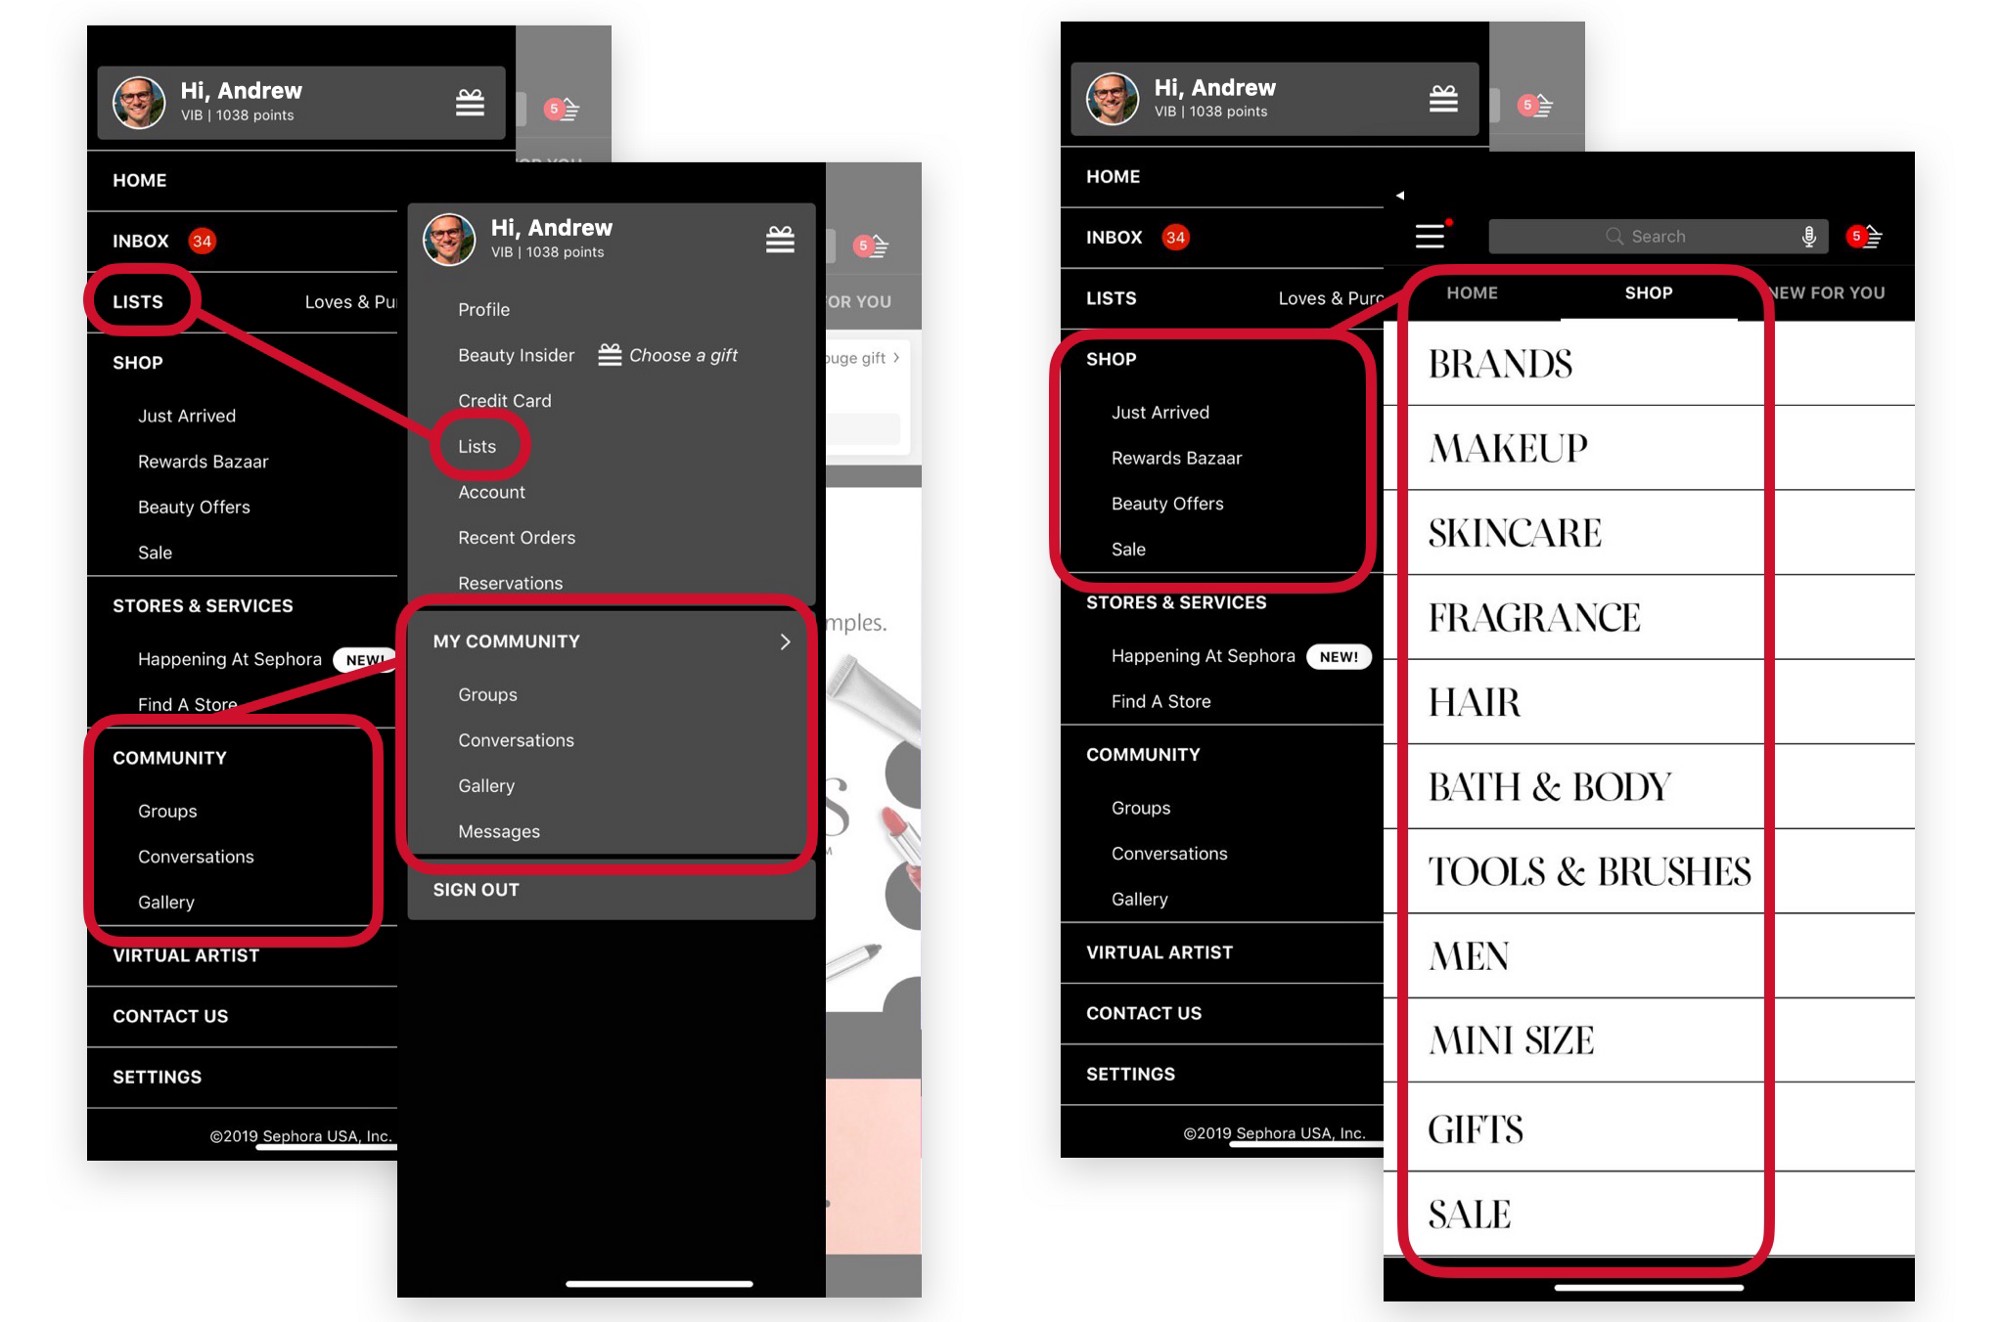 Hi, Andrew
VIB | 1038 points
5
HOME
INBOX 34
LISTS Loves &
SHOP
Just Arrived
Rewards Bazaar
Beauty Offers
Sale
STORES & SERVICES
Happening At Sephora NEW!
Find A Store
COMMUNITY
Groups
Conversations
Gallery
VIRTUAL ARTIST
CONTACT US
SETTINGS
©2019 Sephora USA, Inc.
Hi, Andrew
VIB | 1038 points
5
OR YOU
Profile
Beauty Insider Choose a gift
gift >
Credit Card
Lists
Account
Recent Orders
Reservations
MY COMMUNITY
Groups
Conversations
Gallery
Messages
SIGN OUT
mples.
S
Hi, Andrew
VIB | 1038 points
5
HOME
INBOX 34
LISTS Loves & Purc
SHOP
Just Arrived
Rewards Bazaar
Beauty Offers
Sale
STORES & SERVICES
Happening At Sephora NEW!
Find A Store
COMMUNITY
Groups
Conversations
Gallery
VIRTUAL ARTIST
CONTACT US
SETTINGS
©2019 Sephora USA, Inc.
Search 5
HOME SHOP NEW FOR YOU
BRANDS
MAKEUP
SKINCARE
FRAGRANCE
HAIR
BATH & BODY
TOOLS & BRUSHES
MEN
MINI SIZE
GIFTS
SALE